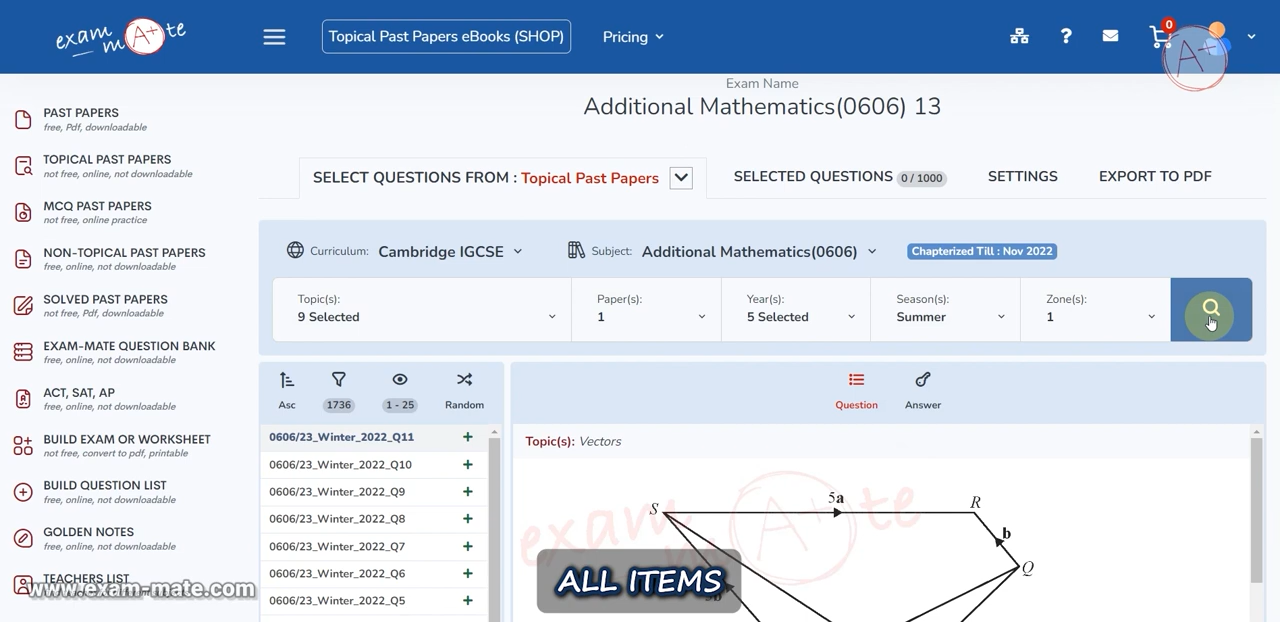 exam mA+te
Topical Past Papers eBooks (SHOP)
Pricing
?
0
A+
PAST PAPERS
free, Pdf, downloadable
TOPICAL PAST PAPERS
not free, online, not downloadable
MCQ PAST PAPERS
not free, online practice
NON-TOPICAL PAST PAPERS
free, online, not downloadable
SOLVED PAST PAPERS
not free, Pdf, downloadable
EXAM-MATE QUESTION BANK
free, online, not downloadable
ACT, SAT, AP
free, online, not downloadable
BUILD EXAM OR WORKSHEET
not free, convert to pdf, printable
BUILD QUESTION LIST
free, online, not downloadable
GOLDEN NOTES
free, online, not downloadable
TEACHERS LIST
www.exam-mate.com
Exam Name
Additional Mathematics(0606) 13
SELECT QUESTIONS FROM : Topical Past Papers
SELECTED QUESTIONS 0 / 1000
SETTINGS
EXPORT TO PDF
Curriculum: Cambridge IGCSE
Subject: Additional Mathematics(0606)
Chapterized Till : Nov 2022
Topic(s):
9 Selected
Paper(s):
1
Year(s):
5 Selected
Season(s):
Summer
Zone(s):
1
Asc
1736
1 - 25
Random
Question
Answer
0606/23_Winter_2022_Q11 +
0606/23_Winter_2022_Q10 +
0606/23_Winter_2022_Q9 +
0606/23_Winter_2022_Q8 +
0606/23_Winter_2022_Q7 +
0606/23_Winter_2022_Q6 +
0606/23_Winter_2022_Q5 +
Topic(s): Vectors
exam mA+te
S
5a
R
b
Q
ALL ITEMS